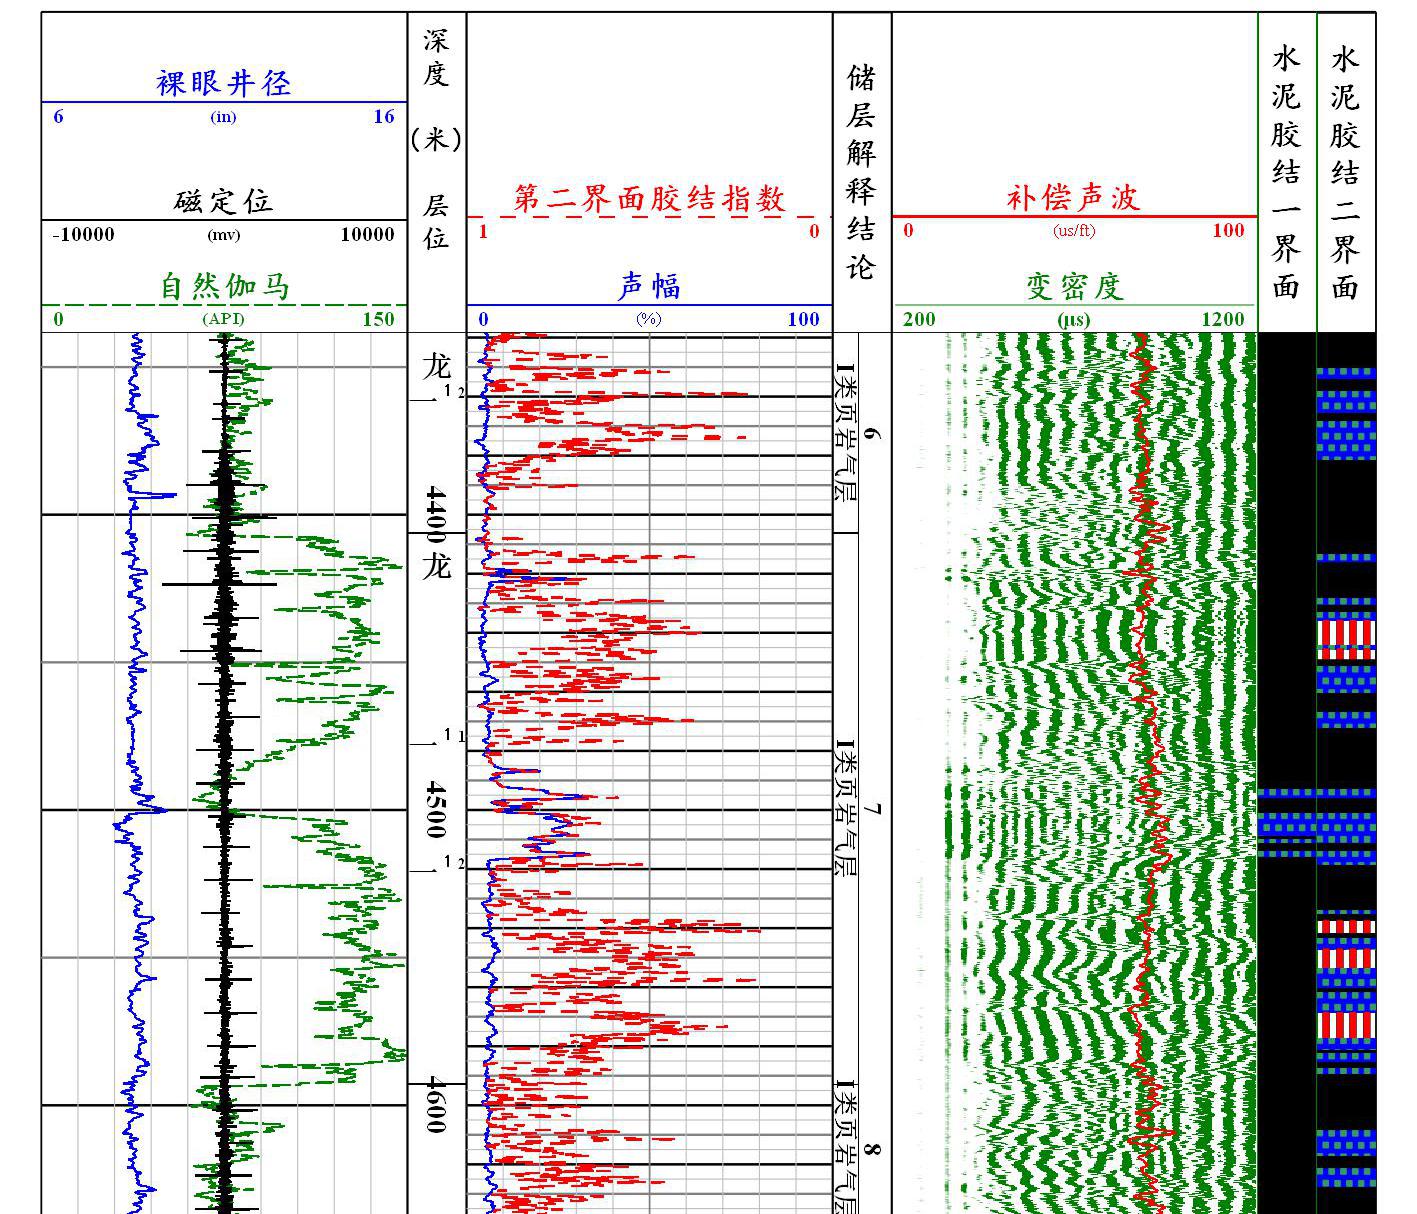 裸眼井径
6 (in) 16
磁定位
-10000 (mv) 10000
自然伽马
0 (API) 150
深度
(米)
层位
第二界面胶结指数
1 0
声幅
0 (%) 100
储层解释结论
补偿声波
0 (us/ft) 100
变密度
200 (μs) 1200
水泥胶结一界面
水泥胶结二界面
龙
一 1 2
4400
龙
一 1 1
4500
一 1 2
4600
I类页岩气层
6
I类页岩气层
7
I类页岩气层
8